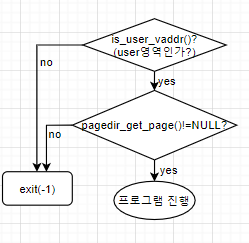 is_user_vaddr()?
(user영역인가?)
no
yes
pagedir_get_page()!=NULL?
no
yes
exit(-1)
프로그램 진행